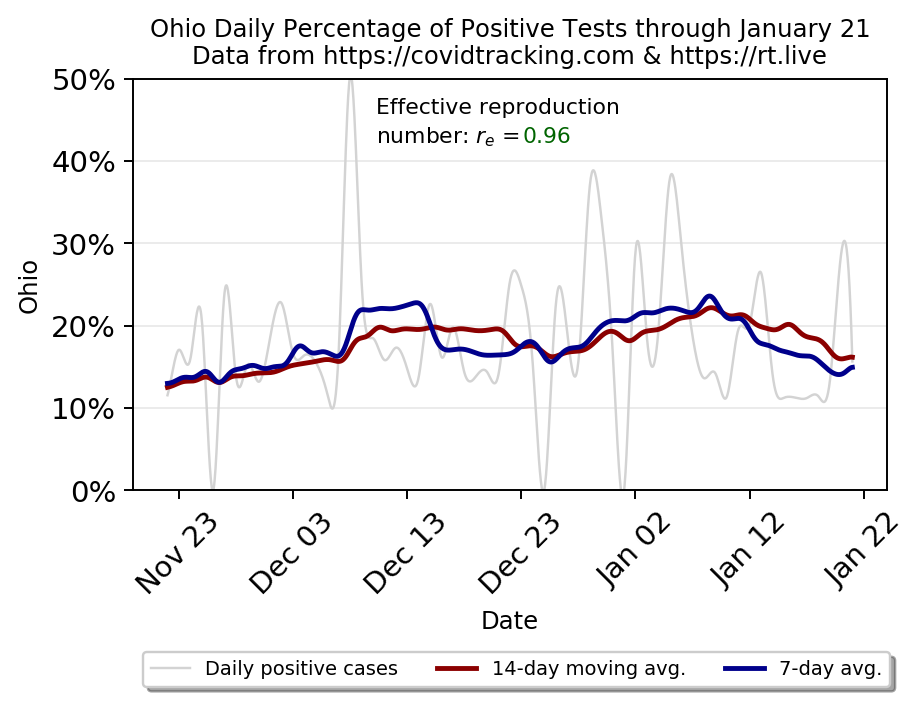 Ohio Daily Percentage of Positive Tests through January 21
Data from https://covidtracking.com & https://rt.live
50%
Effective reproduction
number: rₑ = 0.96
40%
30%
20%
10%
0%
Ohio
Nov 23
Dec 03
Dec 13
Dec 23
Jan 02
Jan 12
Jan 22
Date
Daily positive cases
14-day moving avg.
7-day avg.